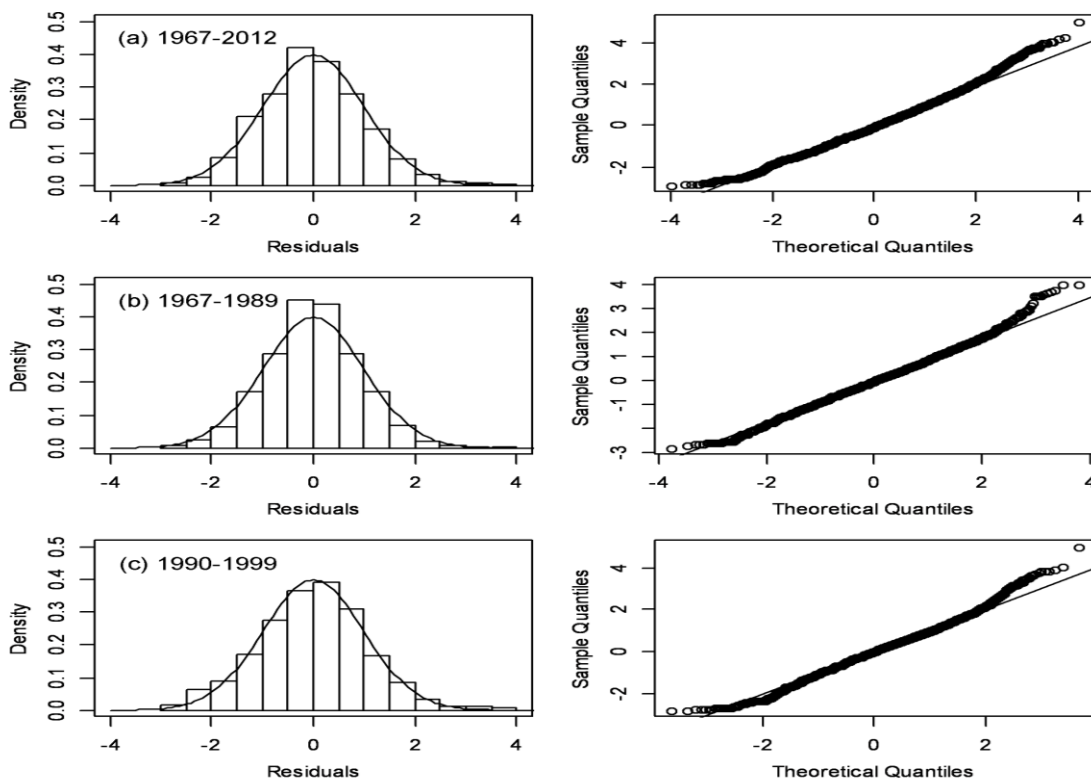 (a) 1967-2012
Density
0.0 0.1 0.2 0.3 0.4 0.5
-4 -2 0 2 4
Residuals
Sample Quantiles
-2 0 2 4
-4 -2 0 2 4
Theoretical Quantiles
(b) 1967-1989
Density
0.0 0.1 0.2 0.3 0.4 0.5
-4 -2 0 2 4
Residuals
Sample Quantiles
-3 -1 0 1 2 3 4
-4 -2 0 2 4
Theoretical Quantiles
(c) 1990-1999
Density
0.0 0.1 0.2 0.3 0.4 0.5
-4 -2 0 2 4
Residuals
Sample Quantiles
-2 0 2 4
-2 0 2
Theoretical Quantiles